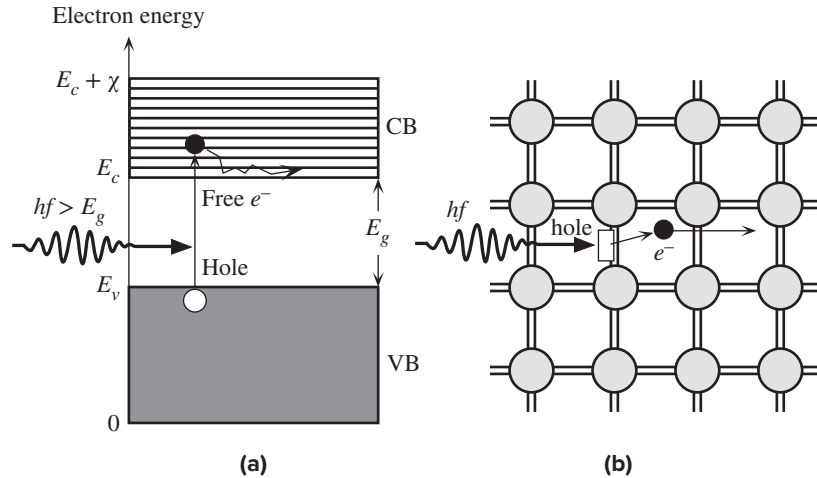 Electron energy
E_c + χ
CB
E_c
Free e⁻
hf > E_g
E_g
Hole
E_v
VB
0
(a)
hf
hole
e⁻
(b)